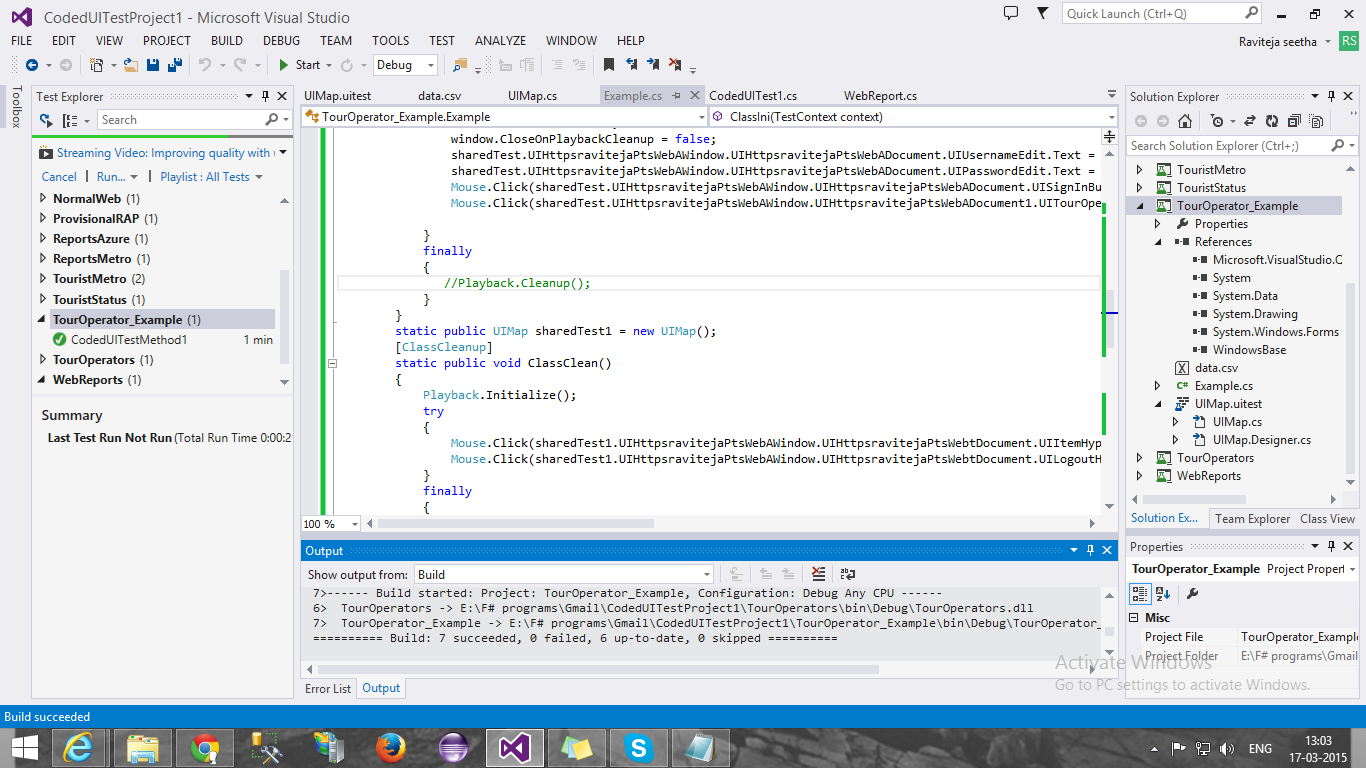 CodedUITestProject1 - Microsoft Visual Studio
Quick Launch (Ctrl+Q)
FILE EDIT VIEW PROJECT BUILD DEBUG TEAM TOOLS TEST ANALYZE WINDOW HELP
Raviteja seetha RS
Start Debug
Toolbox
Test Explorer
Search
Streaming Video: Improving quality with
Cancel Run... Playlist : All Tests
NormalWeb (1)
ProvisionalRAP (1)
ReportsAzure (1)
ReportsMetro (1)
TouristMetro (2)
TouristStatus (1)
TourOperator_Example (1)
CodedUITestMethod1 1 min
TourOperators (1)
WebReports (1)
Summary
Last Test Run Not Run (Total Run Time 0:00:2
UIMap.uitest data.csv UIMap.cs Example.cs CodedUITest1.cs WebReport.cs
TourOperator_Example.Example ClassIni(TestContext context)
window.CloseOnPlaybackCleanup = false;
sharedTest.UIHttpsravitejaPtsWebAWindow.UIHttpsravitejaPtsWebADocument.UIUsernameEdit.Text =
sharedTest.UIHttpsravitejaPtsWebAWindow.UIHttpsravitejaPtsWebADocument.UIPasswordEdit.Text =
Mouse.Click(sharedTest.UIHttpsravitejaPtsWebAWindow.UIHttpsravitejaPtsWebADocument.UISignInBu
Mouse.Click(sharedTest.UIHttpsravitejaPtsWebAWindow.UIHttpsravitejaPtsWebADocument1.UITourOpe
}
finally
{
//Playback.Cleanup();
}
}
static public UIMap sharedTest1 = new UIMap();
[ClassCleanup]
static public void ClassClean()
{
Playback.Initialize();
try
{
Mouse.Click(sharedTest1.UIHttpsravitejaPtsWebAWindow.UIHttpsravitejaPtsWebtDocument.UIItemHyp
Mouse.Click(sharedTest1.UIHttpsravitejaPtsWebAWindow.UIHttpsravitejaPtsWebtDocument.UILogoutH
}
finally
{
100 %
Output
Show output from: Build
7>------ Build started: Project: TourOperator_Example, Configuration: Debug Any CPU ------
6> TourOperators -> E:\F# programs\Gmail\CodedUITestProject1\TourOperators\bin\Debug\TourOperators.dll
7> TourOperator_Example -> E:\F# programs\Gmail\CodedUITestProject1\TourOperator_Example\bin\Debug\TourOperator_
========== Build: 7 succeeded, 0 failed, 6 up-to-date, 0 skipped ==========
Error List Output
Solution Explorer
Search Solution Explorer (Ctrl+;)
TouristMetro
TouristStatus
TourOperator_Example
Properties
References
Microsoft.VisualStudio.Q
System
System.Data
System.Drawing
System.Windows.Forms
WindowsBase
data.csv
C# Example.cs
UIMap.uitest
UIMap.cs
UIMap.Designer.cs
TourOperators
WebReports
Solution Ex... Team Explorer Class View
Properties
TourOperator_Example Project Propert
Misc
Project File TourOperator_Example
Project Folder E:\F# programs\Gmail
Activate Windows
Go to PC settings to activate Windows.
Build succeeded
ENG
13:03
17-03-2015